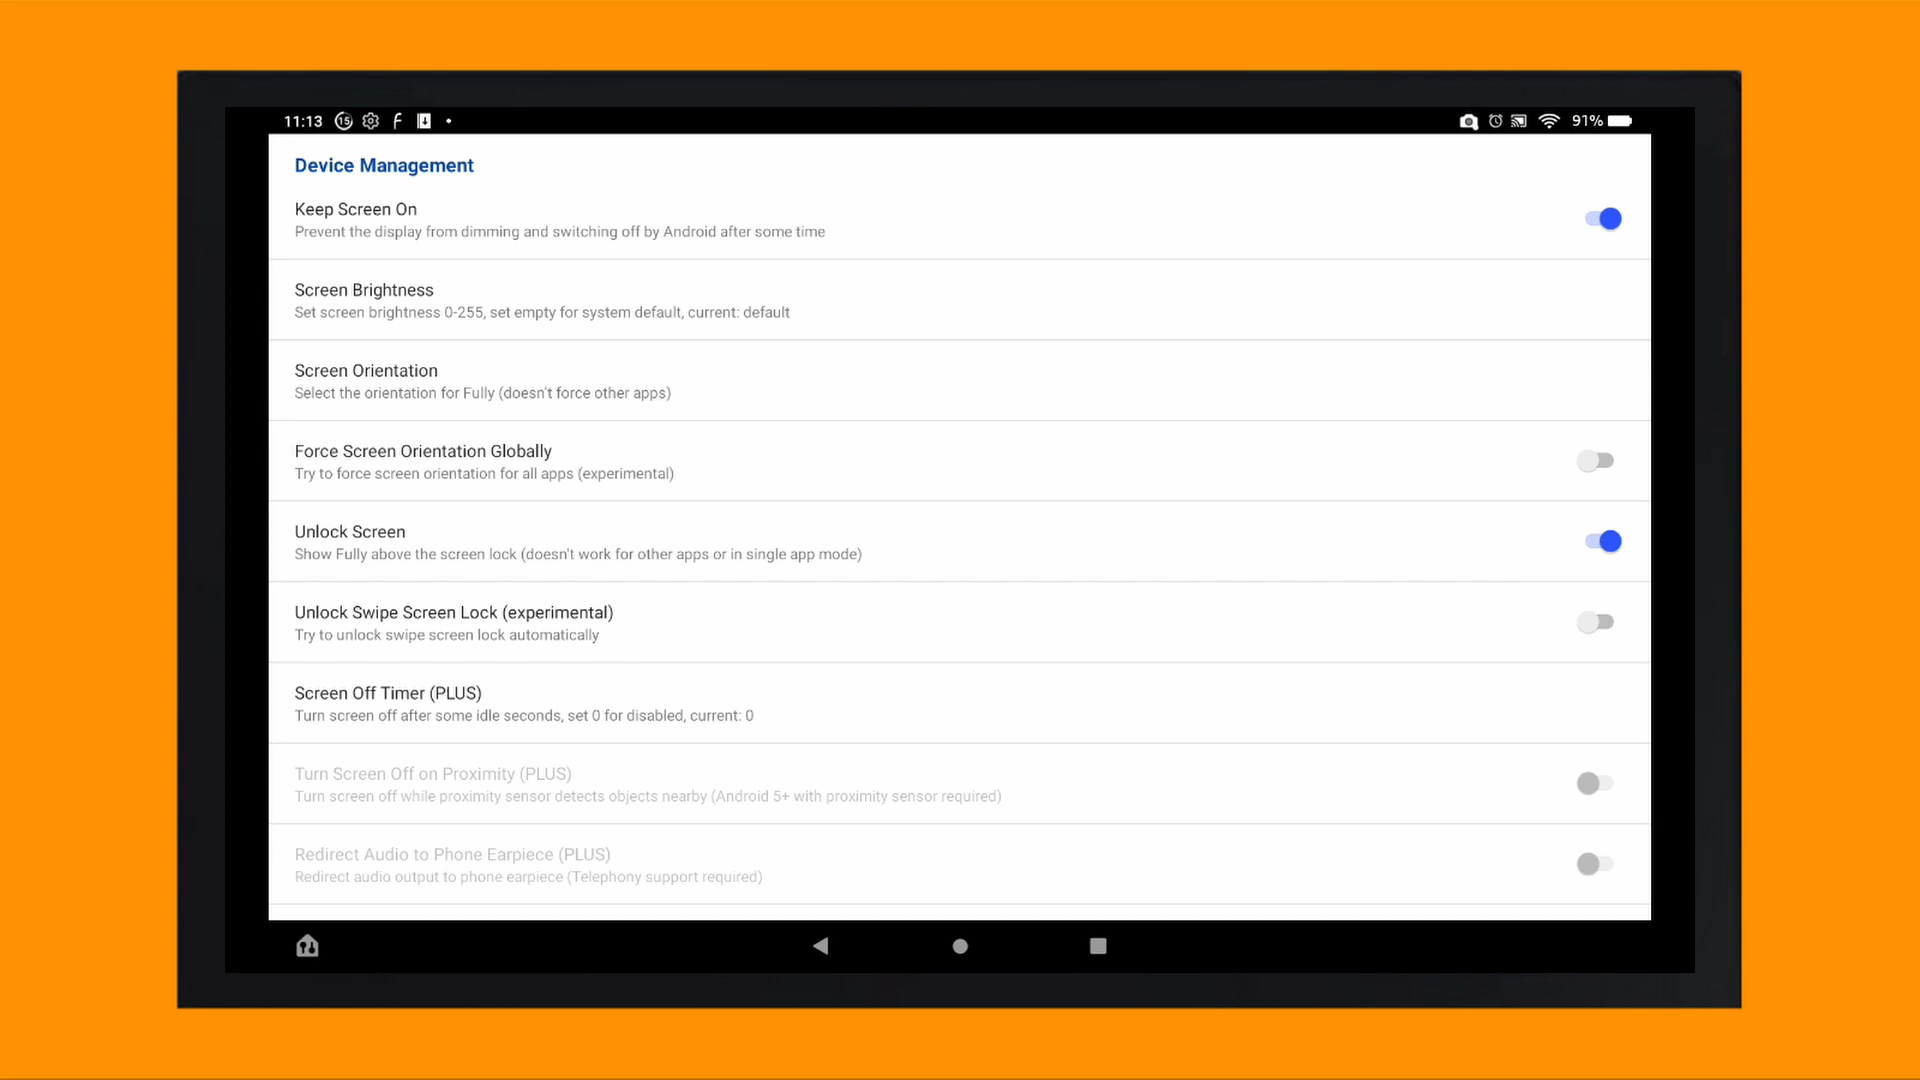 11:13 15 91%
Device Management
Keep Screen On
Prevent the display from dimming and switching off by Android after some time
Screen Brightness
Set screen brightness 0-255, set empty for system default, current: default
Screen Orientation
Select the orientation for Fully (doesn't force other apps)
Force Screen Orientation Globally
Try to force screen orientation for all apps (experimental)
Unlock Screen
Show Fully above the screen lock (doesn't work for other apps or in single app mode)
Unlock Swipe Screen Lock (experimental)
Try to unlock swipe screen lock automatically
Screen Off Timer (PLUS)
Turn screen off after some idle seconds, set 0 for disabled, current: 0
Turn Screen Off on Proximity (PLUS)
Turn screen off while proximity sensor detects objects nearby (Android 5+ with proximity sensor required)
Redirect Audio to Phone Earpiece (PLUS)
Redirect audio output to phone earpiece (Telephony support required)